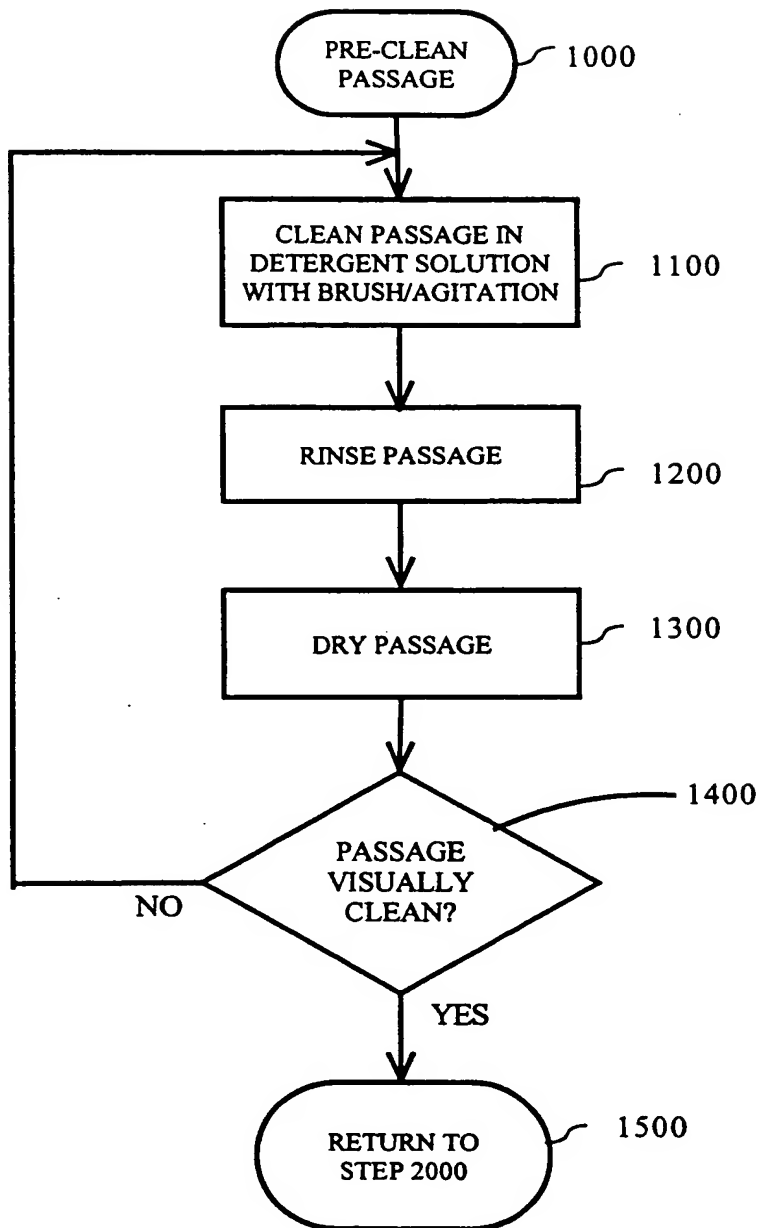 PRE-CLEAN
PASSAGE
1000
CLEAN PASSAGE IN
DETERGENT SOLUTION
WITH BRUSH/AGITATION
1100
RINSE PASSAGE
1200
DRY PASSAGE
1300
1400
PASSAGE
VISUALLY
CLEAN?
NO
YES
RETURN TO
STEP 2000
1500